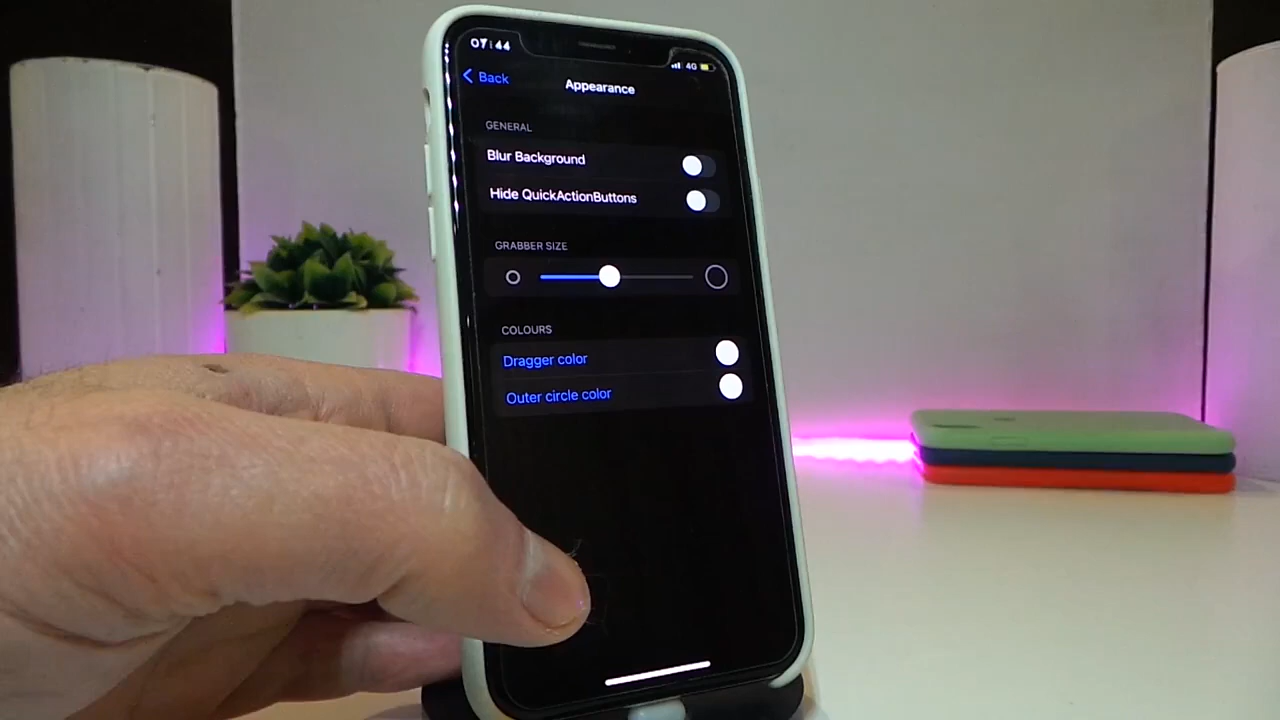 07:44
4G
Back
Appearance
GENERAL
Blur Background
Hide QuickActionButtons
GRABBER SIZE
COLOURS
Dragger color
Outer circle color